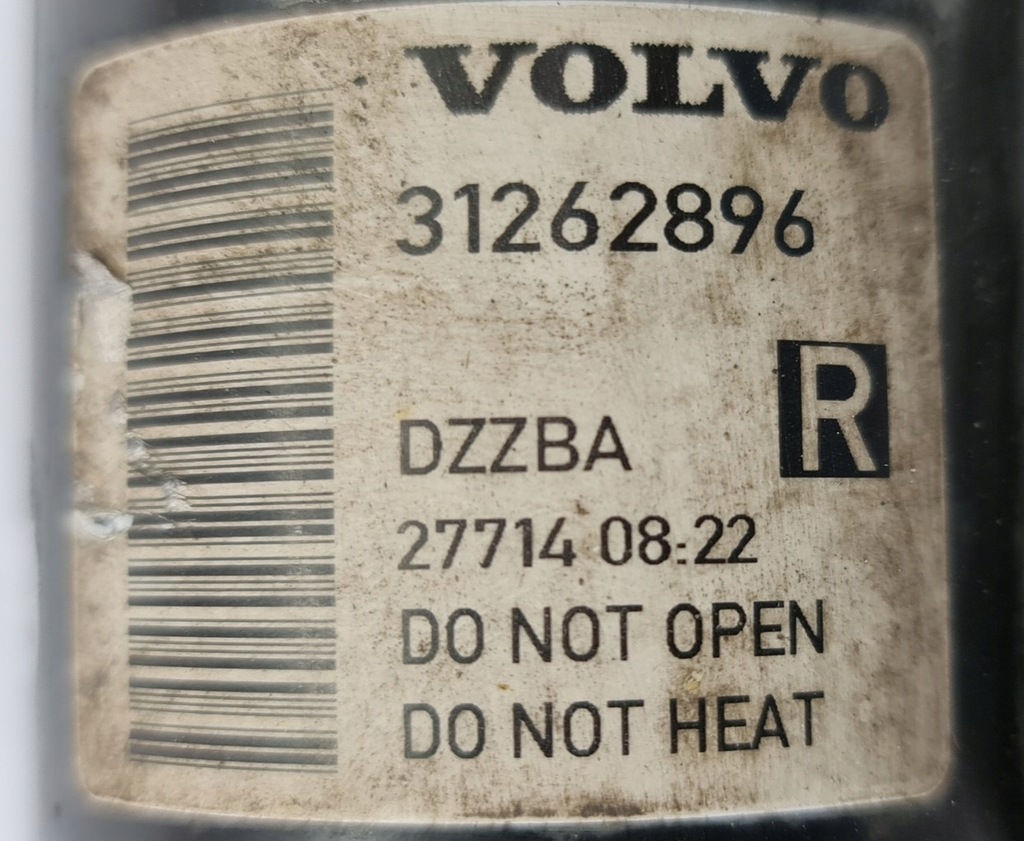 VOLVO
31262896
R
DZZBA
27714 08:22
DO NOT OPEN
DO NOT HEAT